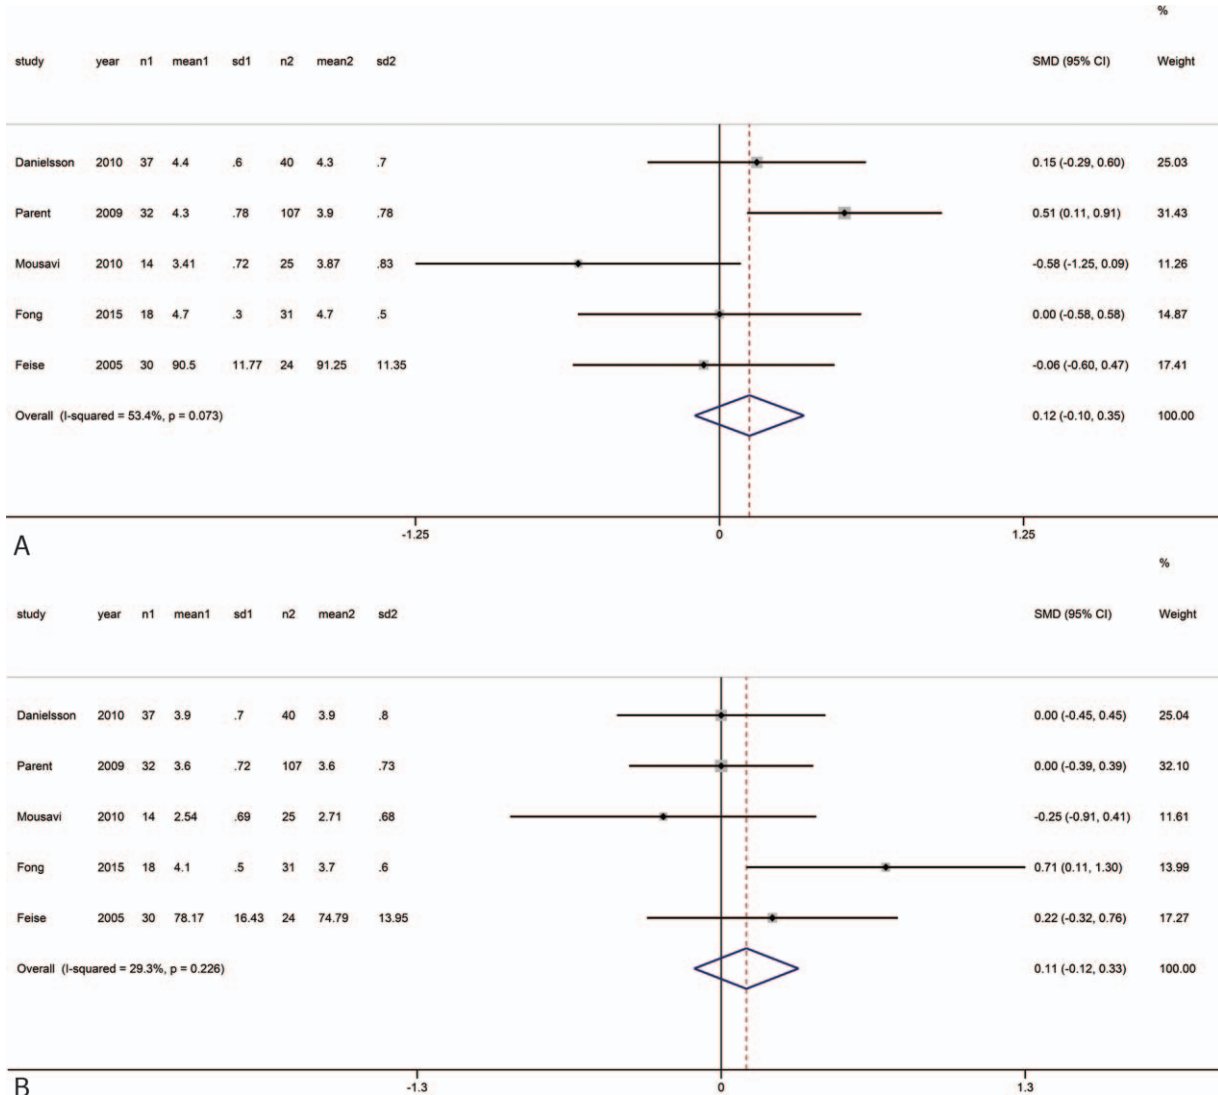 %
study year n1 mean1 sd1 n2 mean2 sd2 SMD (95% CI) Weight
Danielsson 2010 37 4.4 .6 40 4.3 .7 0.15 (-0.29, 0.60) 25.03
Parent 2009 32 4.3 .78 107 3.9 .78 0.51 (0.11, 0.91) 31.43
Mousavi 2010 14 3.41 .72 25 3.87 .83 -0.58 (-1.25, 0.09) 11.26
Fong 2015 18 4.7 .3 31 4.7 .5 0.00 (-0.58, 0.58) 14.87
Feise 2005 30 90.5 11.77 24 91.25 11.35 -0.06 (-0.60, 0.47) 17.41
Overall (I-squared = 53.4%, p = 0.073) 0.12 (-0.10, 0.35) 100.00
-1.25 0 1.25
A
%
study year n1 mean1 sd1 n2 mean2 sd2 SMD (95% CI) Weight
Danielsson 2010 37 3.9 .7 40 3.9 .8 0.00 (-0.45, 0.45) 25.04
Parent 2009 32 3.6 .72 107 3.6 .73 0.00 (-0.39, 0.39) 32.10
Mousavi 2010 14 2.54 .69 25 2.71 .68 -0.25 (-0.91, 0.41) 11.61
Fong 2015 18 4.1 .5 31 3.7 .6 0.71 (0.11, 1.30) 13.99
Feise 2005 30 78.17 16.43 24 74.79 13.95 0.22 (-0.32, 0.76) 17.27
Overall (I-squared = 29.3%, p = 0.226) 0.11 (-0.12, 0.33) 100.00
-1.3 0 1.3
B